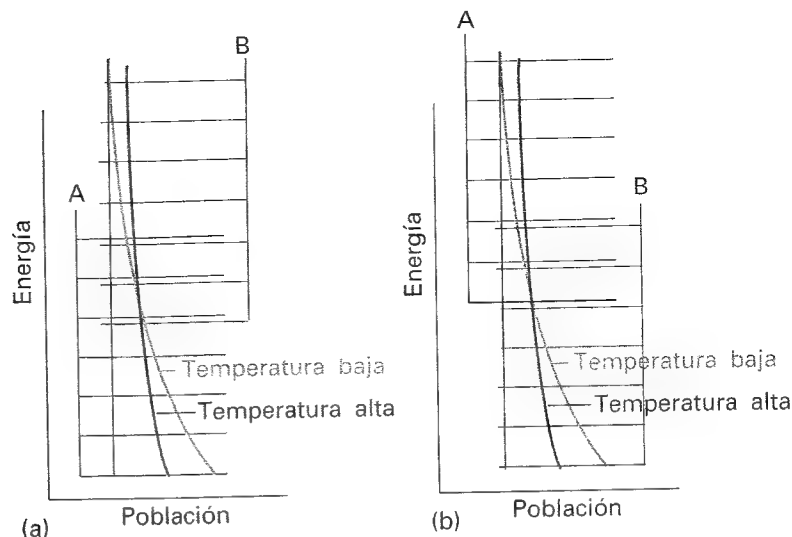 A
B
Energía
Temperatura baja
Temperatura alta
Población
(a)
A
B
Energía
Temperatura baja
Temperatura alta
Población
(b)